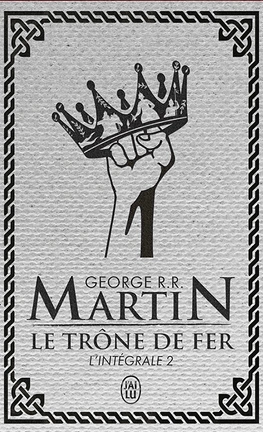 GEORGE R.R.
MARTIN
LE TRÔNE DE FER
L'INTÉGRALE 2
J'AI
LU